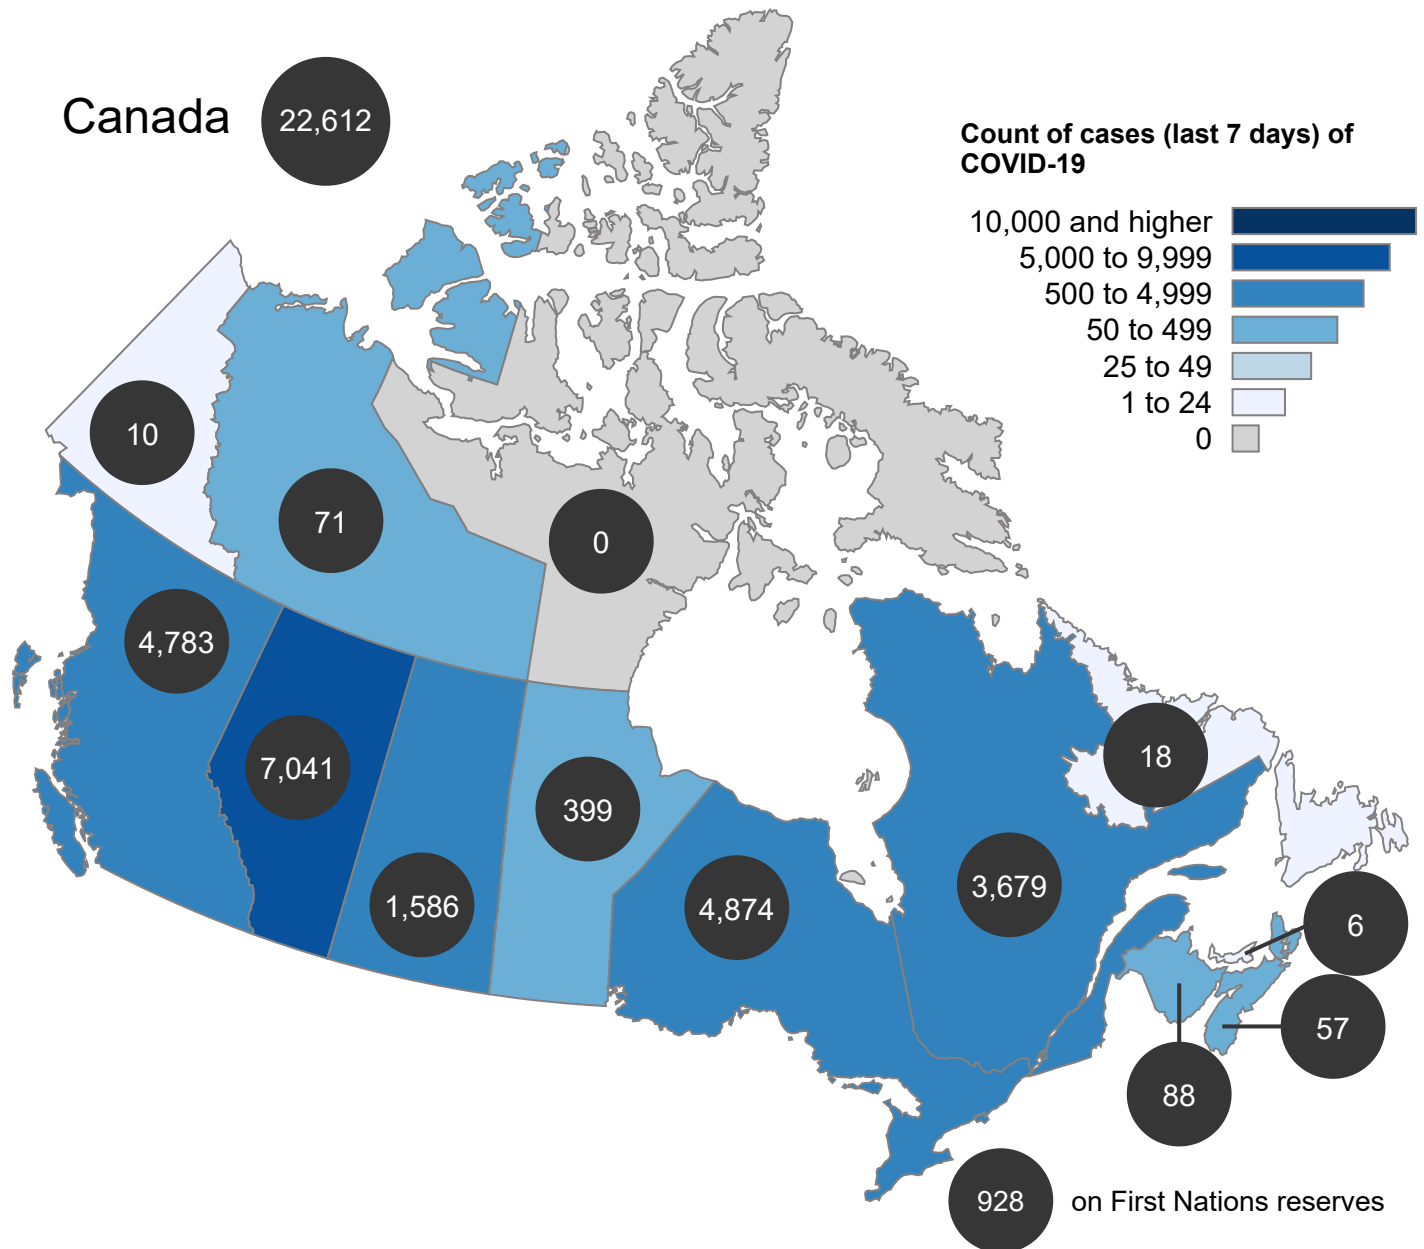 Canada
22,612
Count of cases (last 7 days) of
COVID-19
10,000 and higher
5,000 to 9,999
500 to 4,999
50 to 499
25 to 49
1 to 24
0
10
71
0
4,783
7,041
1,586
399
4,874
3,679
18
6
57
88
928 on First Nations reserves